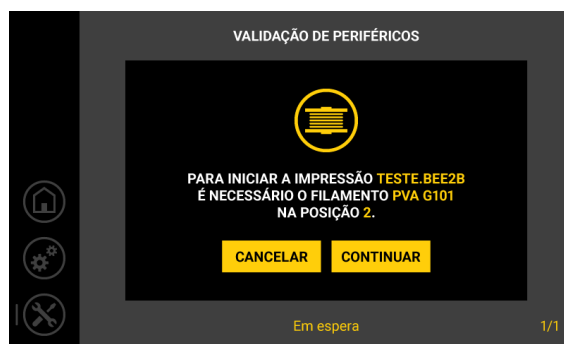 VALIDAÇÃO DE PERIFÉRICOS
PARA INICIAR A IMPRESSÃO TESTE.BEE2B
É NECESSÁRIO O FILAMENTO PVA G101
NA POSIÇÃO 2.
CANCELAR CONTINUAR
Em espera 1/1